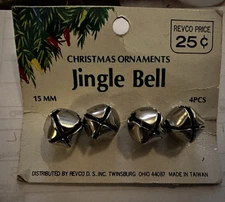 REVCO PRICE
25¢
CHRISTMAS ORNAMENTS
Jingle Bell
15 MM 4PCS
DISTRIBUTED BY REVCO D. S., INC. TWINSBURG, OHIO 44087 MADE IN TAIWAN